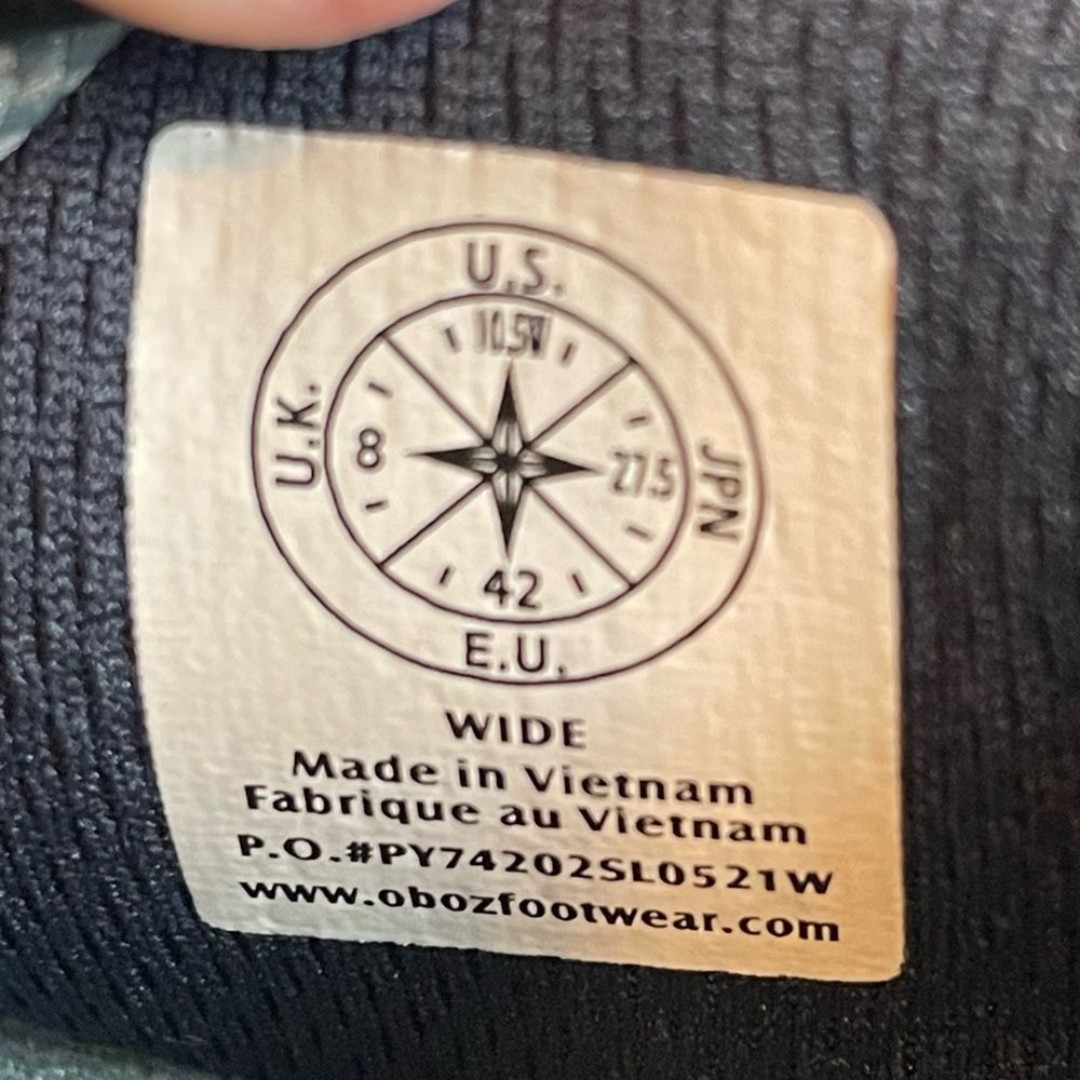 U.S.
10.5W
U.K.
8
27.5
JPN
42
E.U.
WIDE
Made in Vietnam
Fabrique au Vietnam
P.O.#PY74202SL0521W
www.obozfootwear.com